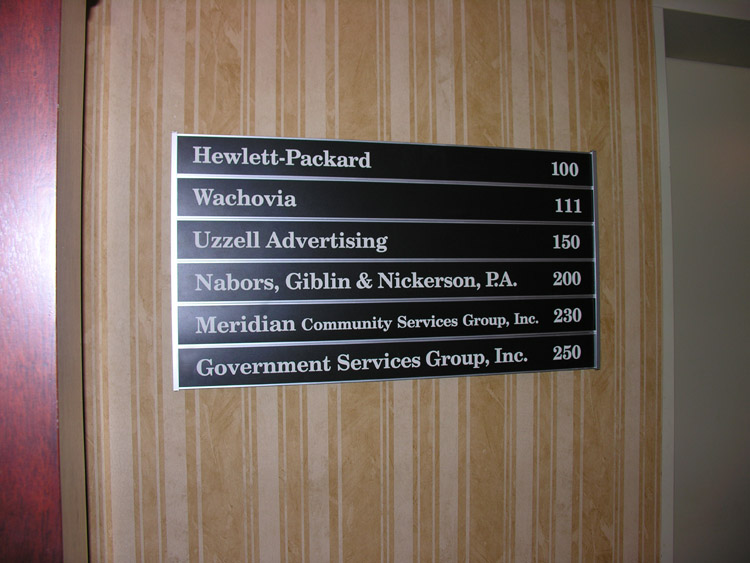 Hewlett-Packard 100
Wachovia 111
Uzzell Advertising 150
Nabors, Giblin & Nickerson, P.A. 200
Meridian Community Services Group, Inc. 230
Government Services Group, Inc. 250